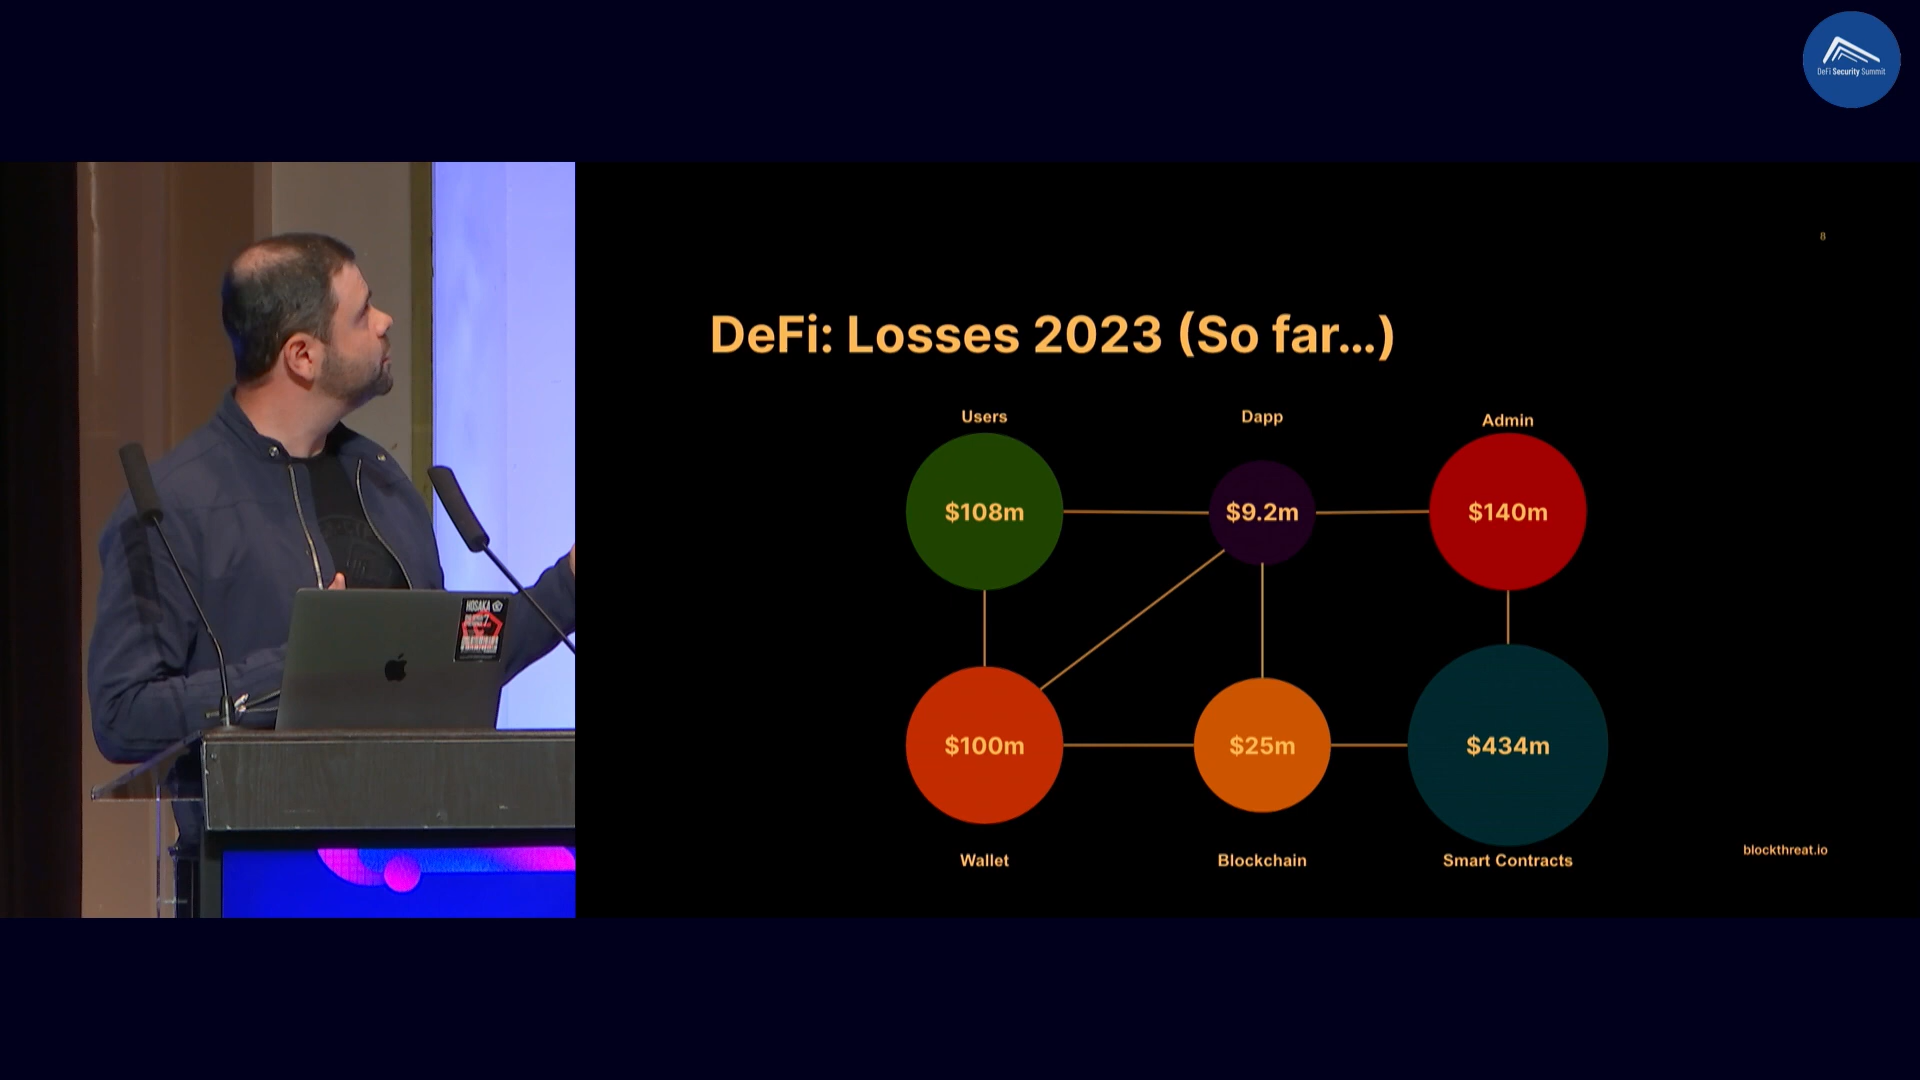 DeFi Security Summit
8
DeFi: Losses 2023 (So far...)
Users
Dapp
Admin
$108m
$9.2m
$140m
$100m
$25m
$434m
Wallet
Blockchain
Smart Contracts
blockthreat.io
HOSAKA